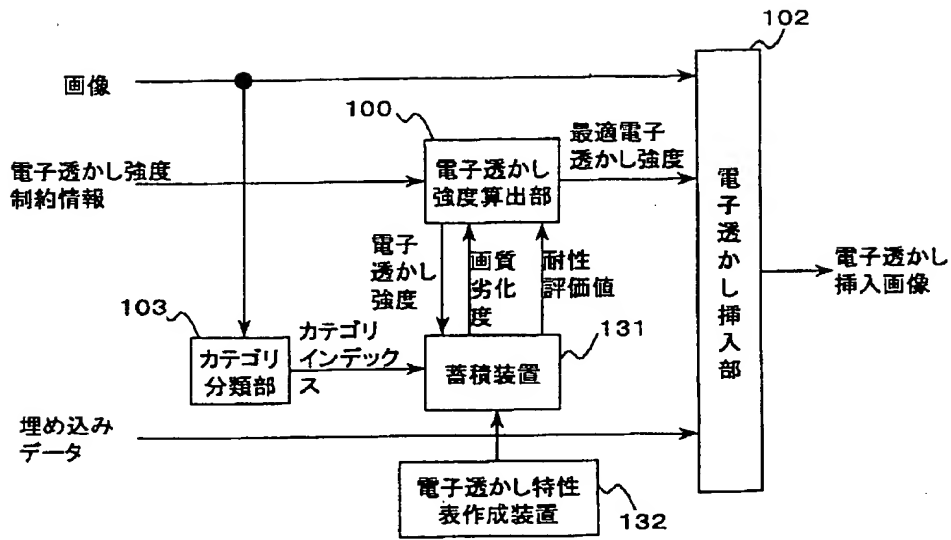 102
画像
100
最適電子
透かし強度
電子透かし強度
制約情報
電子透かし
強度算出部
電子透かし挿入部
電子透かし
挿入画像
電子
透かし
強度
画質
劣化
度
耐性
評価値
103
カテゴリ
分類部
カテゴリ
インデック
ス
131
蓄積装置
埋め込み
データ
電子透かし特性
表作成装置
132